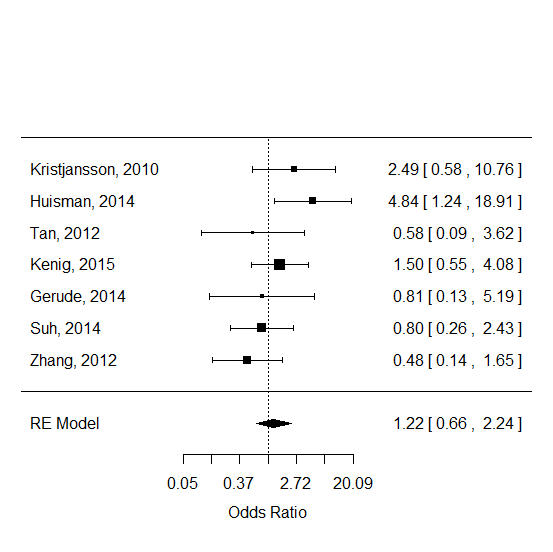 Kristjansson, 2010 2.49 [ 0.58 , 10.76 ]
Huisman, 2014 4.84 [ 1.24 , 18.91 ]
Tan, 2012 0.58 [ 0.09 , 3.62 ]
Kenig, 2015 1.50 [ 0.55 , 4.08 ]
Gerude, 2014 0.81 [ 0.13 , 5.19 ]
Suh, 2014 0.80 [ 0.26 , 2.43 ]
Zhang, 2012 0.48 [ 0.14 , 1.65 ]
RE Model 1.22 [ 0.66 , 2.24 ]
0.05 0.37 2.72 20.09
Odds Ratio